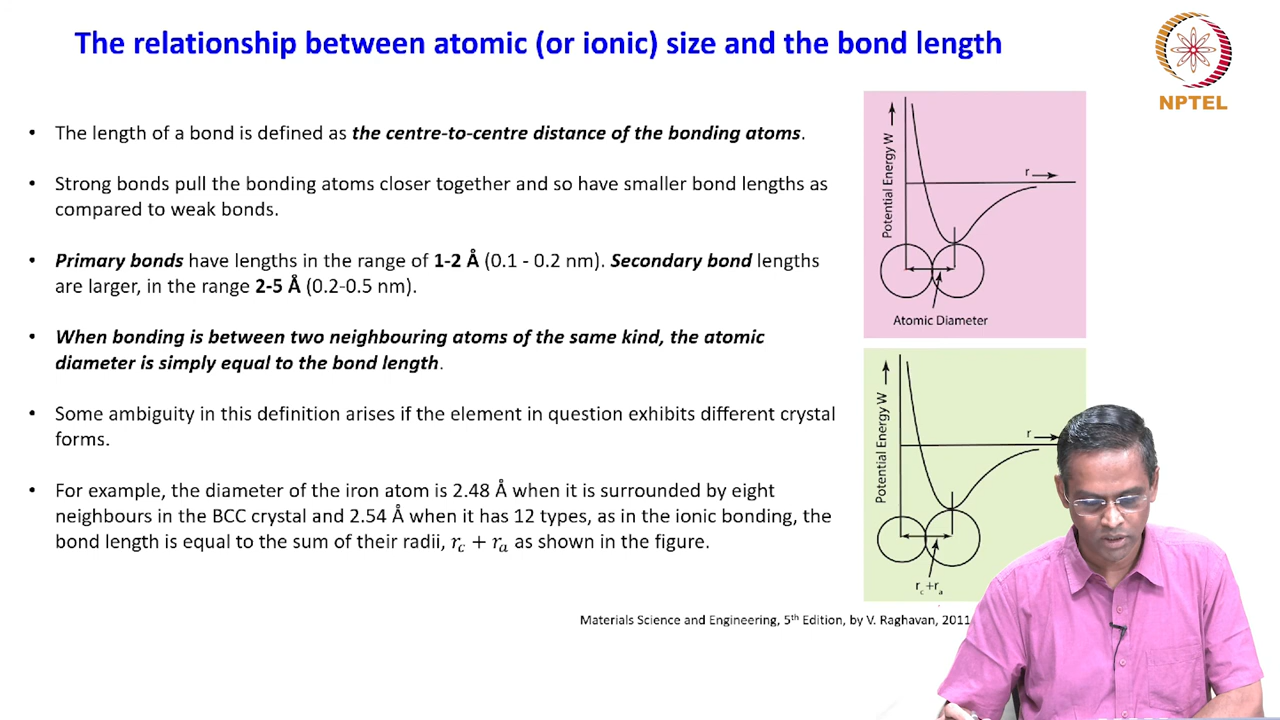 The relationship between atomic (or ionic) size and the bond length
NPTEL
• The length of a bond is defined as the centre-to-centre distance of the bonding atoms.
• Strong bonds pull the bonding atoms closer together and so have smaller bond lengths as
compared to weak bonds.
• Primary bonds have lengths in the range of 1-2 Å (0.1 - 0.2 nm). Secondary bond lengths
are larger, in the range 2-5 Å (0.2-0.5 nm).
• When bonding is between two neighbouring atoms of the same kind, the atomic
diameter is simply equal to the bond length.
• Some ambiguity in this definition arises if the element in question exhibits different crystal
forms.
• For example, the diameter of the iron atom is 2.48 Å when it is surrounded by eight
neighbours in the BCC crystal and 2.54 Å when it has 12 types, as in the ionic bonding, the
bond length is equal to the sum of their radii, r_c + r_a as shown in the figure.
Potential Energy W
r
Atomic Diameter
Potential Energy W
r
r_c+r_a
Materials Science and Engineering, 5th Edition, by V. Raghavan, 2011